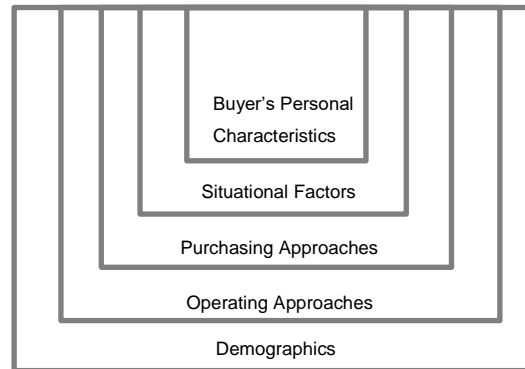 Buyer's Personal
Characteristics
Situational Factors
Purchasing Approaches
Operating Approaches
Demographics